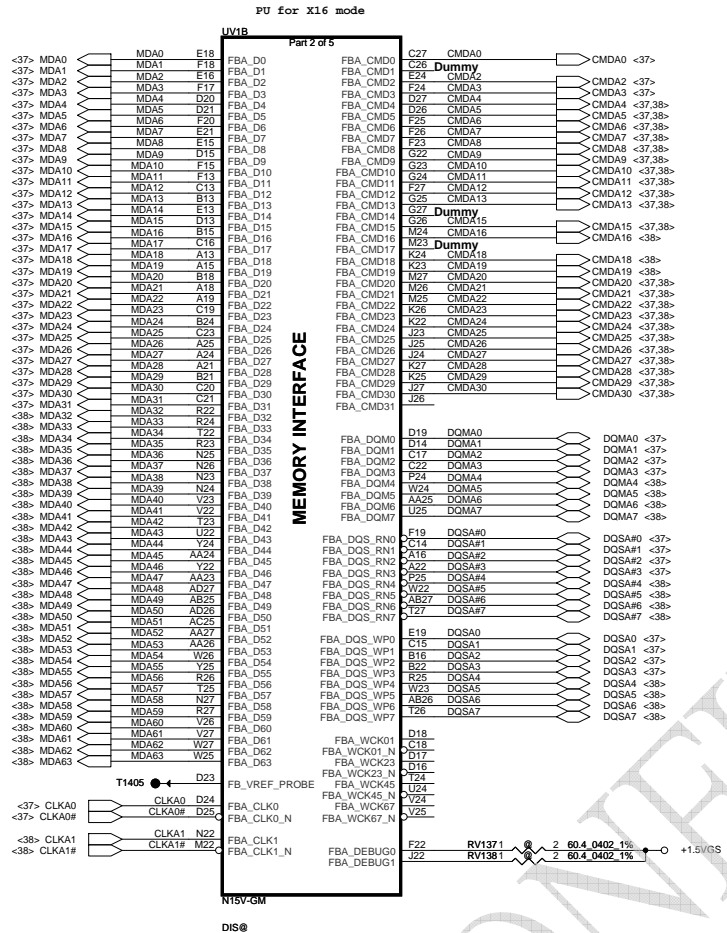 PU for X16 mode
UV1B
Part 2 of 5
<37> MDA0 MDA0 E18 FBA_D0
<37> MDA1 MDA1 F18 FBA_D1
<37> MDA2 MDA2 E16 FBA_D2
<37> MDA3 MDA3 F17 FBA_D3
<37> MDA4 MDA4 D20 FBA_D4
<37> MDA5 MDA5 D21 FBA_D5
<37> MDA6 MDA6 F20 FBA_D6
<37> MDA7 MDA7 E21 FBA_D7
<37> MDA8 MDA8 E15 FBA_D8
<37> MDA9 MDA9 D15 FBA_D9
<37> MDA10 MDA10 F15 FBA_D10
<37> MDA11 MDA11 F13 FBA_D11
<37> MDA12 MDA12 C13 FBA_D12
<37> MDA13 MDA13 B13 FBA_D13
<37> MDA14 MDA14 E13 FBA_D14
<37> MDA15 MDA15 D13 FBA_D15
<37> MDA16 MDA16 B15 FBA_D16
<37> MDA17 MDA17 C16 FBA_D17
<37> MDA18 MDA18 A13 FBA_D18
<37> MDA19 MDA19 A15 FBA_D19
<37> MDA20 MDA20 B18 FBA_D20
<37> MDA21 MDA21 A18 FBA_D21
<37> MDA22 MDA22 A19 FBA_D22
<37> MDA23 MDA23 C19 FBA_D23
<37> MDA24 MDA24 B24 FBA_D24
<37> MDA25 MDA25 C23 FBA_D25
<37> MDA26 MDA26 A25 FBA_D26
<37> MDA27 MDA27 A24 FBA_D27
<37> MDA28 MDA28 A21 FBA_D28
<37> MDA29 MDA29 B21 FBA_D29
<37> MDA30 MDA30 C20 FBA_D30
<37> MDA31 MDA31 C21 FBA_D31
<38> MDA32 MDA32 R22 FBA_D32
<38> MDA33 MDA33 R24 FBA_D33
<38> MDA34 MDA34 T22 FBA_D34
<38> MDA35 MDA35 R23 FBA_D35
<38> MDA36 MDA36 N25 FBA_D36
<38> MDA37 MDA37 N26 FBA_D37
<38> MDA38 MDA38 N23 FBA_D38
<38> MDA39 MDA39 N24 FBA_D39
<38> MDA40 MDA40 V23 FBA_D40
<38> MDA41 MDA41 V22 FBA_D41
<38> MDA42 MDA42 T23 FBA_D42
<38> MDA43 MDA43 U22 FBA_D43
<38> MDA44 MDA44 Y24 FBA_D44
<38> MDA45 MDA45 AA24 FBA_D45
<38> MDA46 MDA46 Y22 FBA_D46
<38> MDA47 MDA47 AA23 FBA_D47
<38> MDA48 MDA48 AD27 FBA_D48
<38> MDA49 MDA49 AB25 FBA_D49
<38> MDA50 MDA50 AD26 FBA_D50
<38> MDA51 MDA51 AC25 FBA_D51
<38> MDA52 MDA52 AA27 FBA_D52
<38> MDA53 MDA53 AA26 FBA_D53
<38> MDA54 MDA54 W26 FBA_D54
<38> MDA55 MDA55 Y25 FBA_D55
<38> MDA56 MDA56 R26 FBA_D56
<38> MDA57 MDA57 T25 FBA_D57
<38> MDA58 MDA58 N27 FBA_D58
<38> MDA59 MDA59 R27 FBA_D59
<38> MDA60 MDA60 V26 FBA_D60
<38> MDA61 MDA61 V27 FBA_D61
<38> MDA62 MDA62 W27 FBA_D62
<38> MDA63 MDA63 W25 FBA_D63
T1405 D23 FB_VREF_PROBE
<37> CLKA0 CLKA0 D24 FBA_CLK0
<37> CLKA0# CLKA0# D25 FBA_CLK0_N
<38> CLKA1 CLKA1 N22 FBA_CLK1
<38> CLKA1# CLKA1# M22 FBA_CLK1_N
MEMORY INTERFACE
FBA_CMD0 C27 CMDA0 CMDA0 <37>
FBA_CMD1 C26 Dummy
FBA_CMD2 E24 CMDA2 CMDA2 <37>
FBA_CMD3 F24 CMDA3 CMDA3 <37>
FBA_CMD4 D27 CMDA4 CMDA4 <37,38>
FBA_CMD5 D26 CMDA5 CMDA5 <37,38>
FBA_CMD6 F25 CMDA6 CMDA6 <37,38>
FBA_CMD7 F26 CMDA7 CMDA7 <37,38>
FBA_CMD8 F23 CMDA8 CMDA8 <37,38>
FBA_CMD9 G22 CMDA9 CMDA9 <37,38>
FBA_CMD10 G23 CMDA10 CMDA10 <37,38>
FBA_CMD11 G24 CMDA11 CMDA11 <37,38>
FBA_CMD12 F27 CMDA12 CMDA12 <37,38>
FBA_CMD13 G25 CMDA13 CMDA13 <37,38>
FBA_CMD14 G27 Dummy
FBA_CMD15 G26 CMDA15 CMDA15 <37,38>
FBA_CMD16 M24 CMDA16 CMDA16 <38>
FBA_CMD17 M23 Dummy
FBA_CMD18 K24 CMDA18 CMDA18 <38>
FBA_CMD19 K23 CMDA19 CMDA19 <38>
FBA_CMD20 M27 CMDA20 CMDA20 <37,38>
FBA_CMD21 M26 CMDA21 CMDA21 <37,38>
FBA_CMD22 M25 CMDA22 CMDA22 <37,38>
FBA_CMD23 K26 CMDA23 CMDA23 <37,38>
FBA_CMD24 K22 CMDA24 CMDA24 <37,38>
FBA_CMD25 J23 CMDA25 CMDA25 <37,38>
FBA_CMD26 J25 CMDA26 CMDA26 <37,38>
FBA_CMD27 J24 CMDA27 CMDA27 <37,38>
FBA_CMD28 K27 CMDA28 CMDA28 <37,38>
FBA_CMD29 K25 CMDA29 CMDA29 <37,38>
FBA_CMD30 J27 CMDA30 CMDA30 <37,38>
FBA_CMD31 J26
FBA_DQM0 D19 DQMA0 DQMA0 <37>
FBA_DQM1 D14 DQMA1 DQMA1 <37>
FBA_DQM2 C17 DQMA2 DQMA2 <37>
FBA_DQM3 C22 DQMA3 DQMA3 <37>
FBA_DQM4 P24 DQMA4 DQMA4 <38>
FBA_DQM5 W24 DQMA5 DQMA5 <38>
FBA_DQM6 AA25 DQMA6 DQMA6 <38>
FBA_DQM7 U25 DQMA7 DQMA7 <38>
FBA_DQS_RN0 F19 DQSA#0 DQSA#0 <37>
FBA_DQS_RN1 C14 DQSA#1 DQSA#1 <37>
FBA_DQS_RN2 A16 DQSA#2 DQSA#2 <37>
FBA_DQS_RN3 A22 DQSA#3 DQSA#3 <37>
FBA_DQS_RN4 P25 DQSA#4 DQSA#4 <38>
FBA_DQS_RN5 W22 DQSA#5 DQSA#5 <38>
FBA_DQS_RN6 AB27 DQSA#6 DQSA#6 <38>
FBA_DQS_RN7 T27 DQSA#7 DQSA#7 <38>
FBA_DQS_WP0 E19 DQSA0 DQSA0 <37>
FBA_DQS_WP1 C15 DQSA1 DQSA1 <37>
FBA_DQS_WP2 B16 DQSA2 DQSA2 <37>
FBA_DQS_WP3 B22 DQSA3 DQSA3 <37>
FBA_DQS_WP4 R25 DQSA4 DQSA4 <38>
FBA_DQS_WP5 W23 DQSA5 DQSA5 <38>
FBA_DQS_WP6 AB26 DQSA6 DQSA6 <38>
FBA_DQS_WP7 T26 DQSA7 DQSA7 <38>
FBA_WCK01 D18
FBA_WCK01_N C18
FBA_WCK23 D17
FBA_WCK23_N D16
FBA_WCK45 T24
FBA_WCK45_N U24
FBA_WCK67 V24
FBA_WCK67_N V25
FBA_DEBUG0 F22 RV137 1 @ 2 60.4_0402_1% +1.5VGS
FBA_DEBUG1 J22 RV138 1 @ 2 60.4_0402_1%
N15V-GM
DIS@